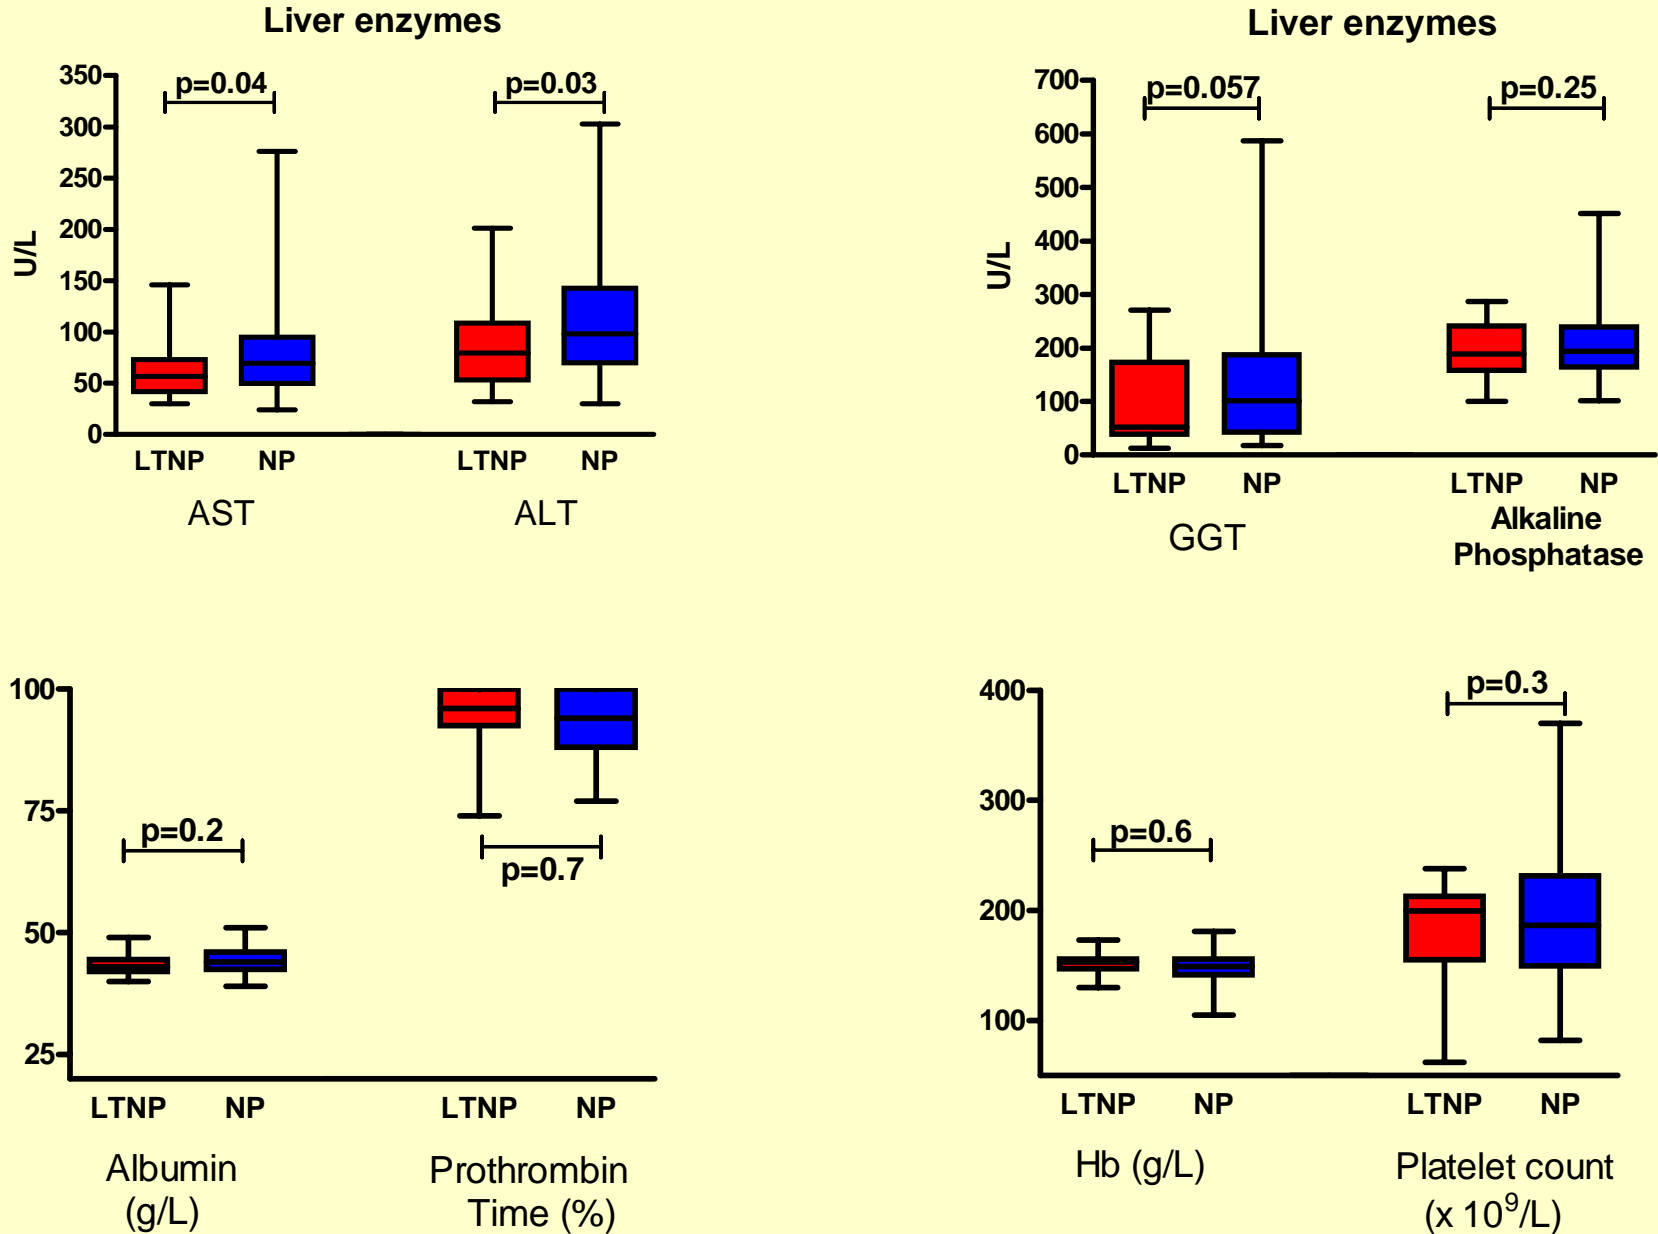 Liver enzymes
350
300
250
200
150
100
50
0
U/L
p=0.04
p=0.03
LTNP NP LTNP NP
AST ALT
Liver enzymes
700
600
500
400
300
200
100
0
U/L
p=0.057
p=0.25
LTNP NP LTNP NP
GGT
Alkaline
Phosphatase
100
75
50
25
p=0.2
p=0.7
LTNP NP LTNP NP
Albumin
(g/L)
Prothrombin
Time (%)
400
300
200
100
p=0.6
p=0.3
LTNP NP LTNP NP
Hb (g/L)
Platelet count
(x 10⁹/L)